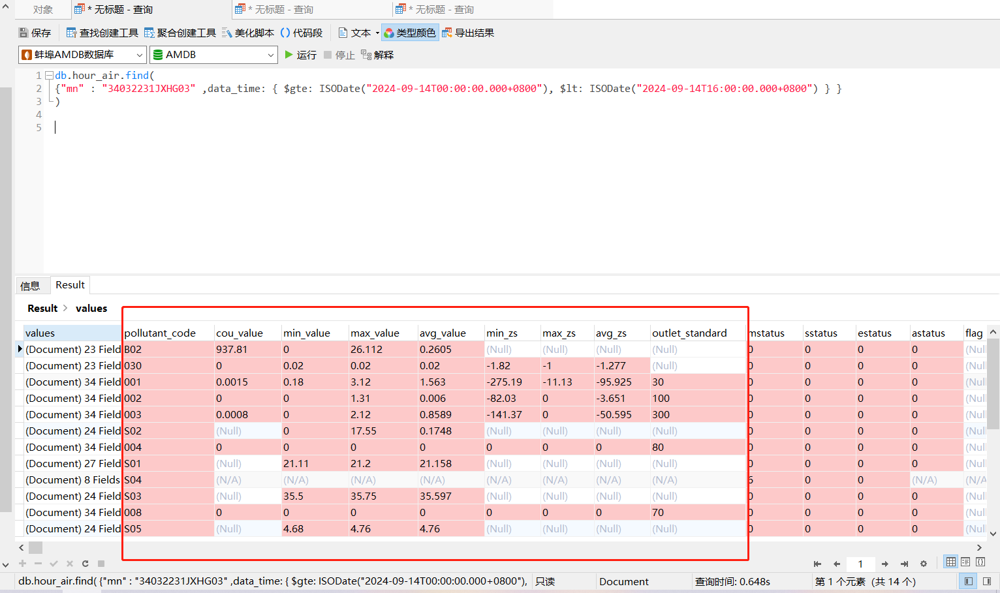 对象 * 无标题 - 查询 * 无标题 - 查询 * 无标题 - 查询
保存 查找创建工具 聚合创建工具 美化脚本 () 代码段 文本 类型颜色 导出结果
蚌埠AMDB数据库 AMDB 运行 停止 解释
1 db.hour_air.find(
2 {"mn" : "34032231JXHG03" ,data_time: { $gte: ISODate("2024-09-14T00:00:00.000+0800"), $lt: ISODate("2024-09-14T16:00:00.000+0800") } }
3 )
4
5
信息 Result
Result > values
values pollutant_code cou_value min_value max_value avg_value min_zs max_zs avg_zs outlet_standard mstatus sstatus estatus astatus flag
(Document) 23 Field B02 937.81 0 26.112 0.2605 (Null) (Null) (Null) (Null) 0 0 0 0 (Nul
(Document) 23 Field 030 0 0.02 0.02 0.02 -1.82 -1 -1.277 (Null) 0 0 0 0 (Nul
(Document) 34 Field 001 0.0015 0.18 3.12 1.563 -275.19 -11.13 -95.925 30 0 0 0 0 (Nul
(Document) 34 Field 002 0 0 1.31 0.006 -82.03 0 -3.651 100 0 0 0 0 (Nul
(Document) 34 Field 003 0.0008 0 2.12 0.8589 -141.37 0 -50.595 300 0 0 0 0 (Nul
(Document) 24 Field S02 (Null) 0 17.55 0.1748 (Null) (Null) (Null) (Null) 0 0 0 0 (Nul
(Document) 34 Field 004 0 0 0 0 0 0 0 80 0 0 0 0 (Nul
(Document) 27 Field S01 (Null) 21.11 21.2 21.158 (Null) (Null) (Null) (Null) 0 0 0 0 (Nul
(Document) 8 Fields S04 (N/A) (N/A) (N/A) (N/A) (N/A) (N/A) (N/A) (N/A) 6 0 0 (N/A) (N/A
(Document) 24 Field S03 (Null) 35.5 35.75 35.597 (Null) (Null) (Null) (Null) 0 0 0 0 (Nul
(Document) 34 Field 008 0 0 0 0 0 0 0 70 0 0 0 0 (Nul
(Document) 24 Field S05 (Null) 4.68 4.76 4.76 (Null) (Null) (Null) (Null) 0 0 0 0 (Nul
1
db.hour_air.find( {"mn" : "34032231JXHG03" ,data_time: { $gte: ISODate("2024-09-14T00:00:00.000+0800"), 只读 Document 查询时间: 0.648s 第 1 个元素 (共 14 个)